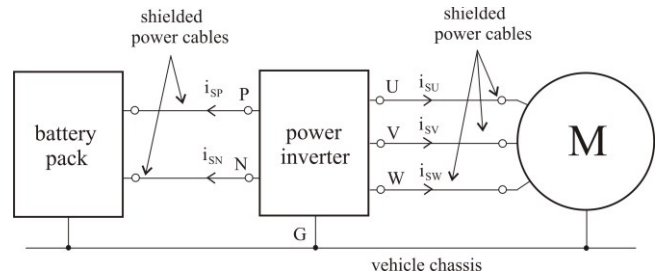 shielded
power cables
shielded
power cables
battery
pack
i_SP
P
i_SN
N
power
inverter
G
U
i_SU
V
i_SV
W
i_SW
M
vehicle chassis